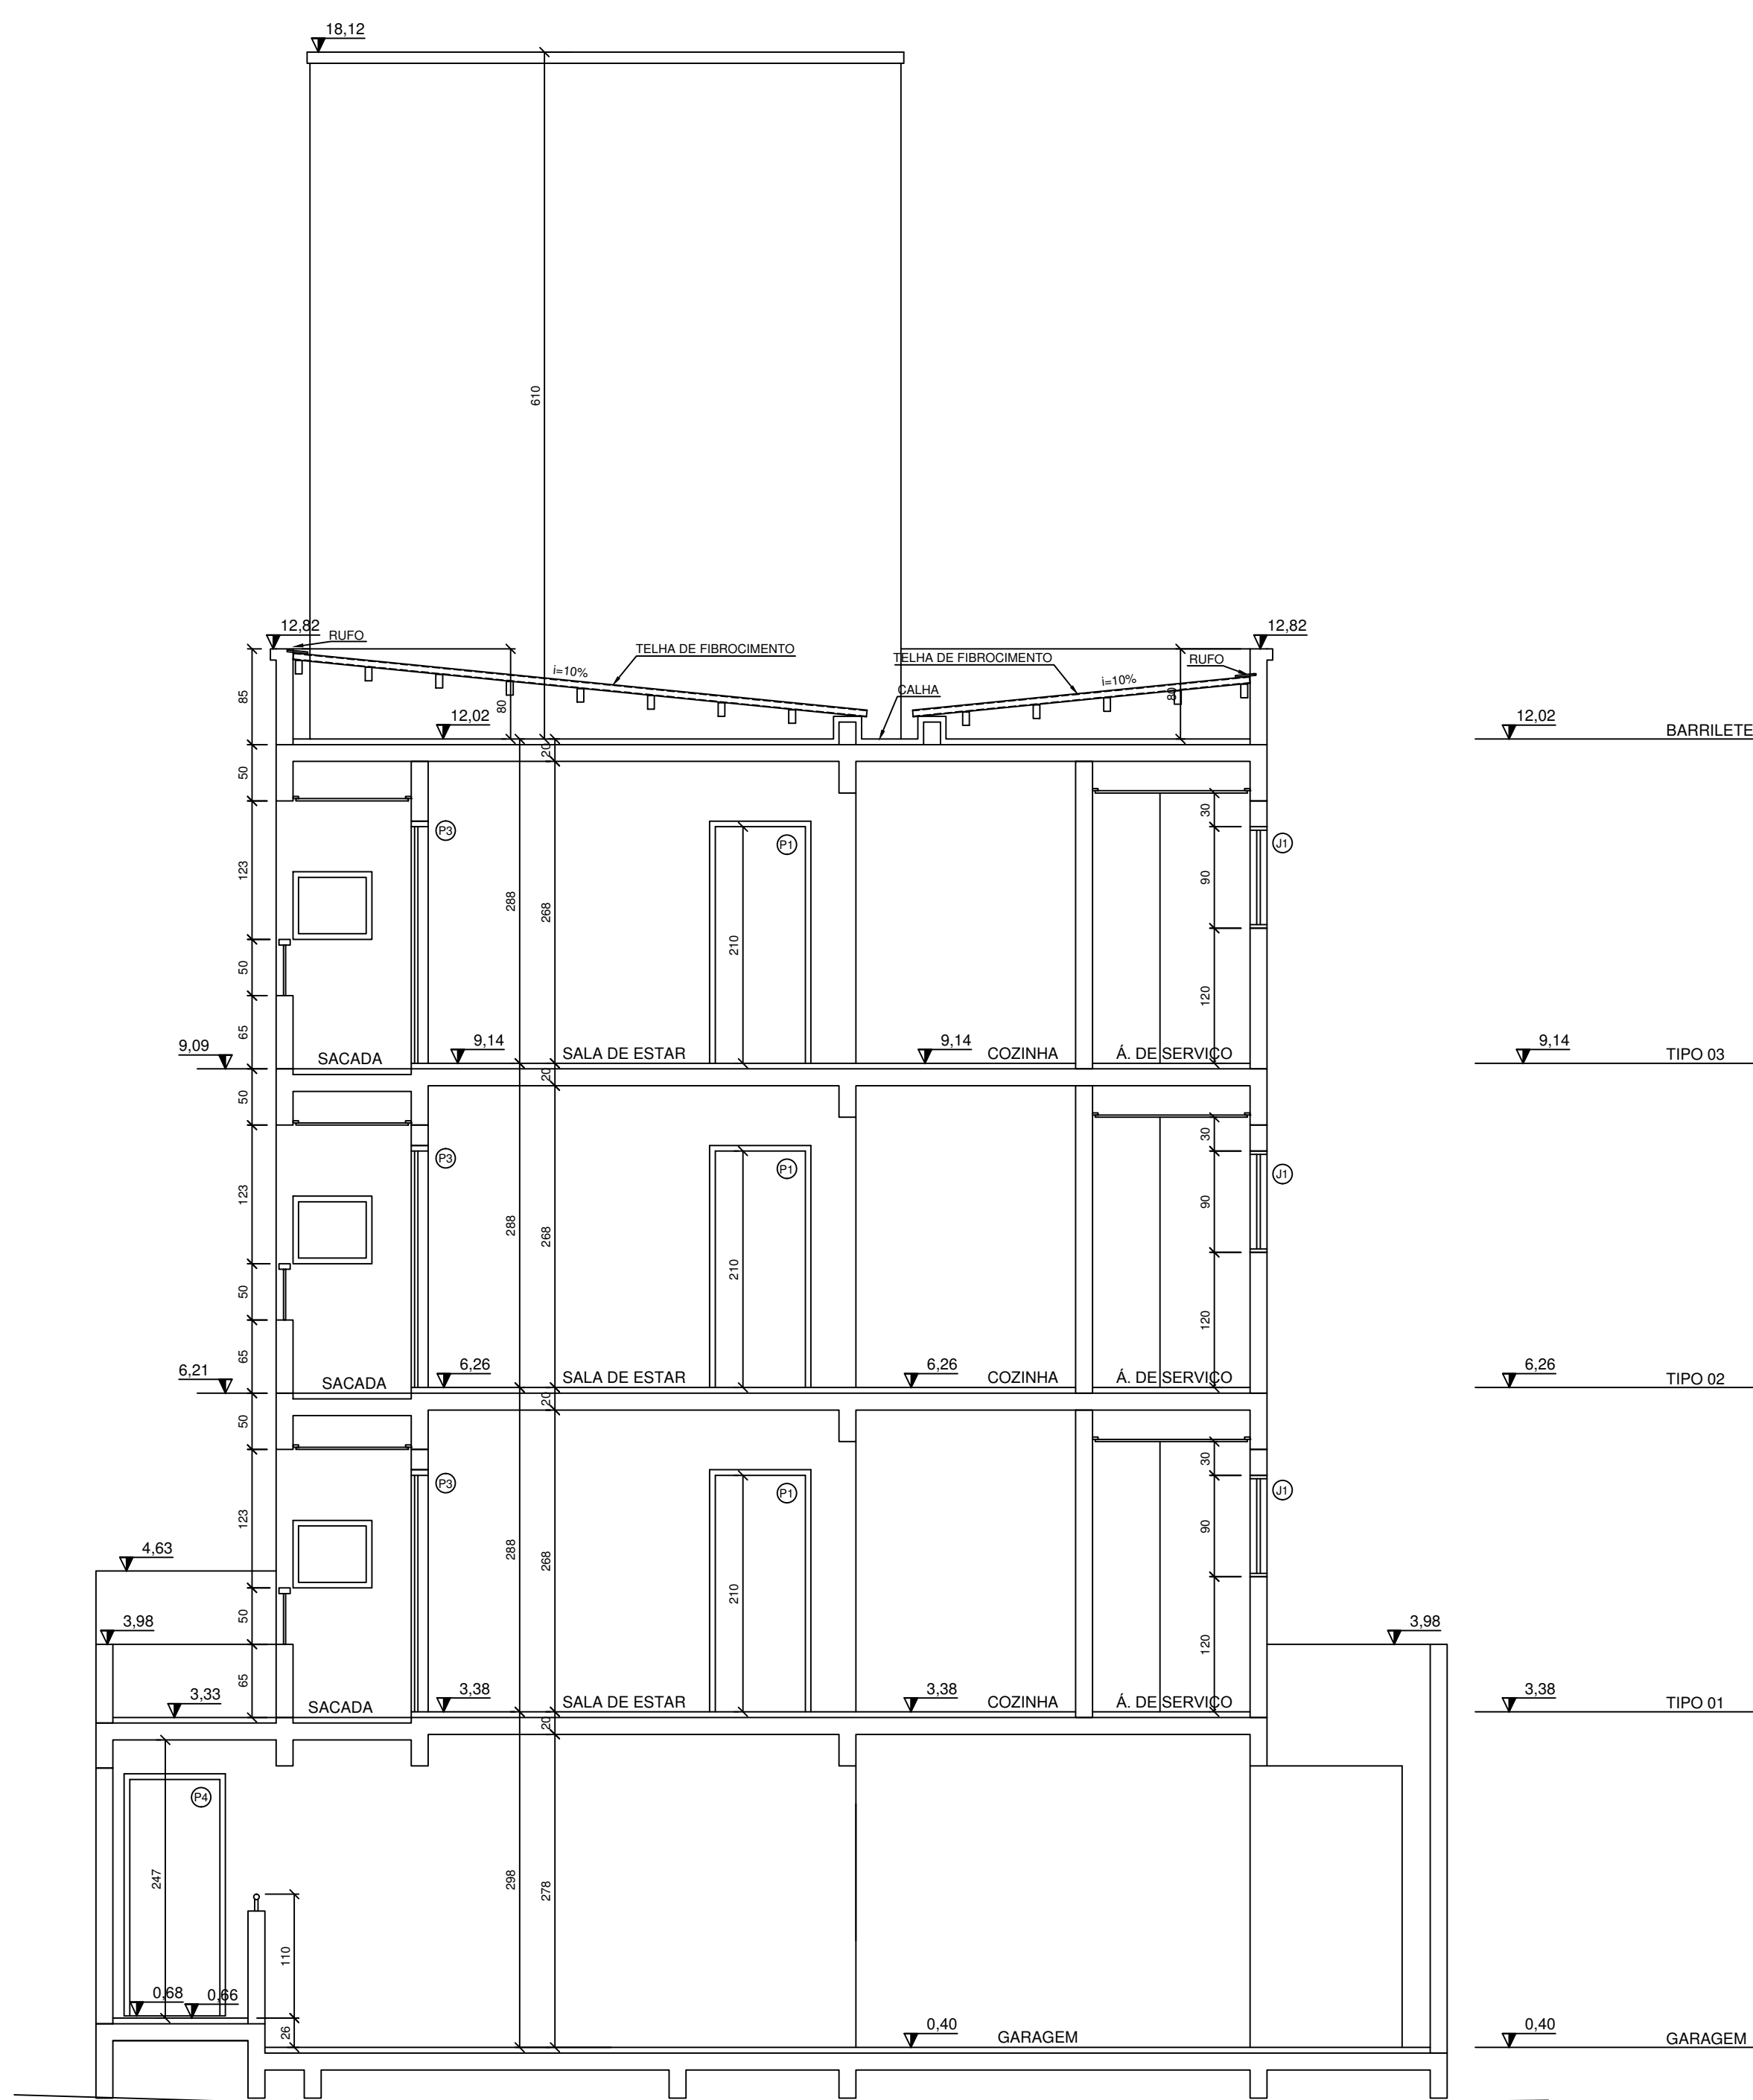 18,12
610
12,82
RUFO
TELHA DE FIBROCIMENTO
i=10%
TELHA DE FIBROCIMENTO
i=10%
RUFO
12,82
CALHA
85
80
80
12,02
12,02
BARRILETE
20
50
30
P3
P1
J1
123
288
268
210
90
50
120
65
9,09
SACADA
9,14
SALA DE ESTAR
9,14
COZINHA
Á. DE SERVIÇO
9,14
TIPO 03
20
50
30
P3
P1
J1
123
288
268
210
90
50
120
65
6,21
SACADA
6,26
SALA DE ESTAR
6,26
COZINHA
Á. DE SERVIÇO
6,26
TIPO 02
20
50
30
P3
P1
J1
123
288
268
210
90
4,63
50
120
3,98
3,98
65
3,33
SACADA
3,38
SALA DE ESTAR
3,38
COZINHA
Á. DE SERVIÇO
3,38
TIPO 01
20
P4
247
298
278
110
0,68
0,66
26
0,40
GARAGEM
0,40
GARAGEM